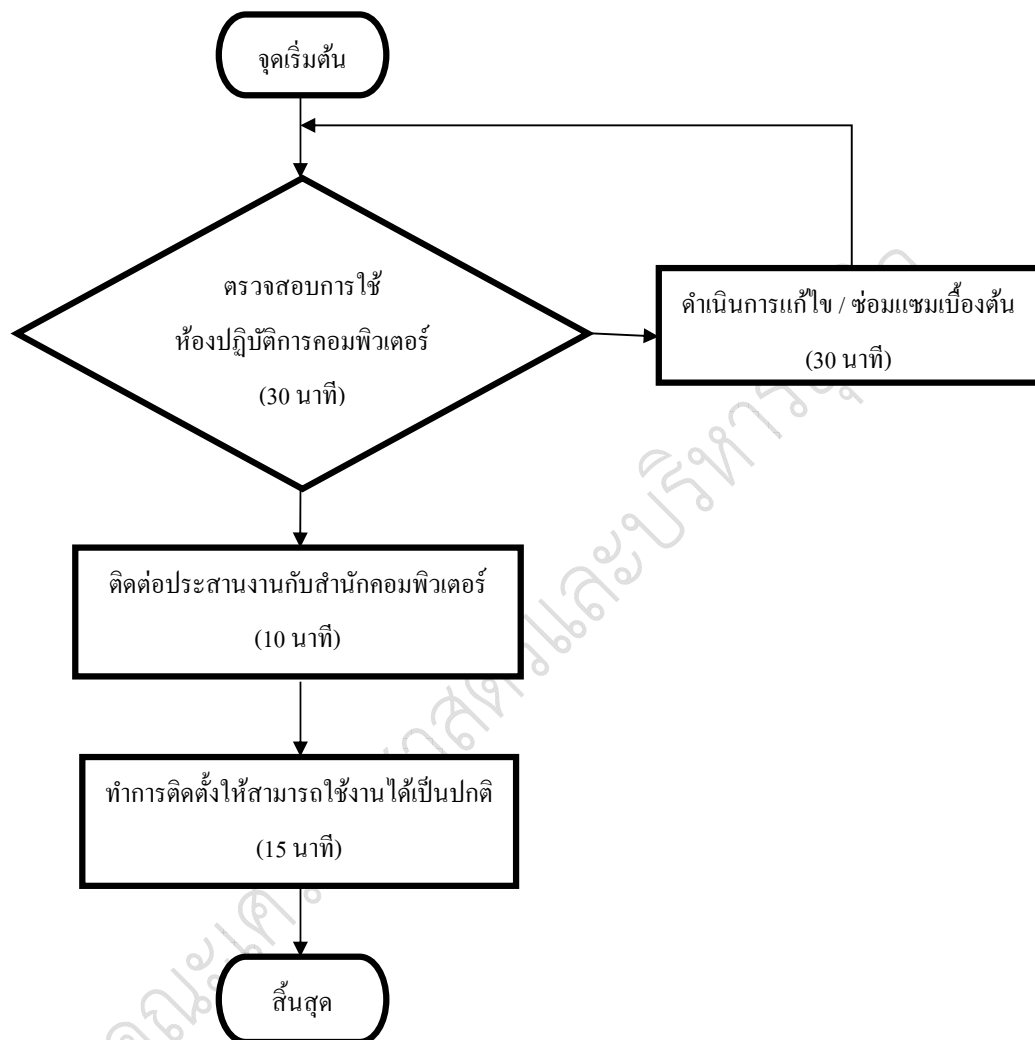 จุดเริ่มต้น
ตรวจสอบการใช้
ห้องปฏิบัติการคอมพิวเตอร์
(30 นาที)
ดำเนินการแก้ไข / ซ่อมแซมเบื้องต้น
(30 นาที)
ติดต่อประสานงานกับสำนักคอมพิวเตอร์
(10 นาที)
ทำการติดตั้งให้สามารถใช้งานได้เป็นปกติ
(15 นาที)
สิ้นสุด